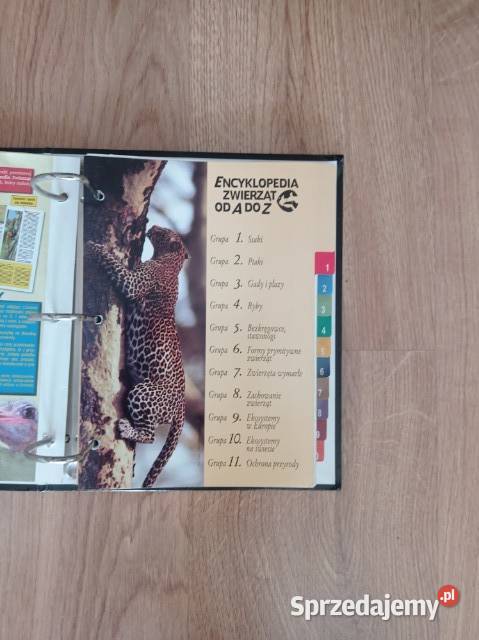 ENCYKLOPEDIA
ZWIERZĄT
OD A DO Z
Grupa 1. Ssaki
Grupa 2. Ptaki
Grupa 3. Gady i płazy
Grupa 4. Ryby
Grupa 5. Bezkręgowce,
stawonogi
Grupa 6. Formy prymitywne
zwierząt
Grupa 7. Zwierzęta wymarłe
Grupa 8. Zachowanie
zwierząt
Grupa 9. Ekosystemy
w Europie
Grupa 10. Ekosystemy
na świecie
Grupa 11. Ochrona przyrody
1
2
3
4
5
6
7
8
9
Sprzedajemy.pl